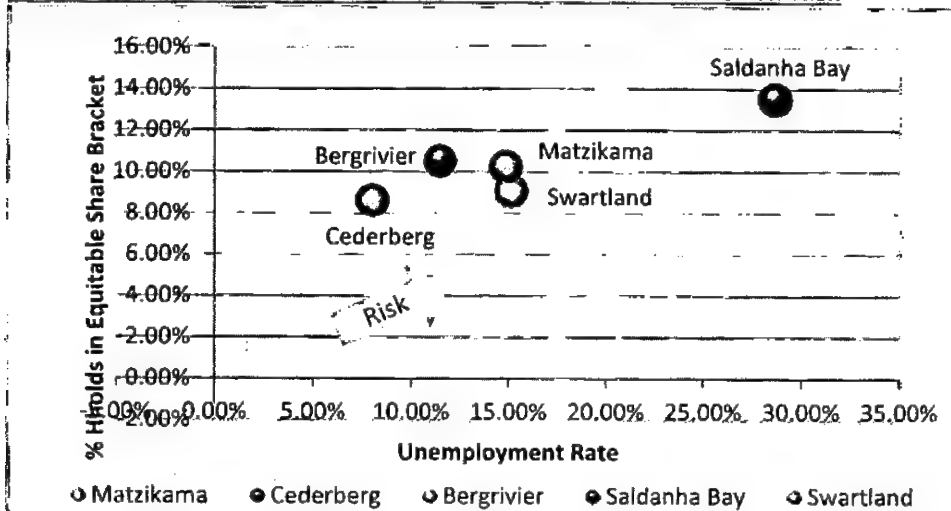 16.00%
Saldanha Bay
14.00%
12.00%
Bergrivier
Matzikama
10.00%
Swartland
8.00%
Cederberg
6.00%
4.00%
Risk
2.00%
0.00%
-2.00%
0.00% 5.00% 10.00% 15.00% 20.00% 25.00% 30.00% 35.00%
% HHolds in Equitable Share Bracket
Unemployment Rate
Matzikama Cederberg Bergrivier Saldanha Bay Swartland